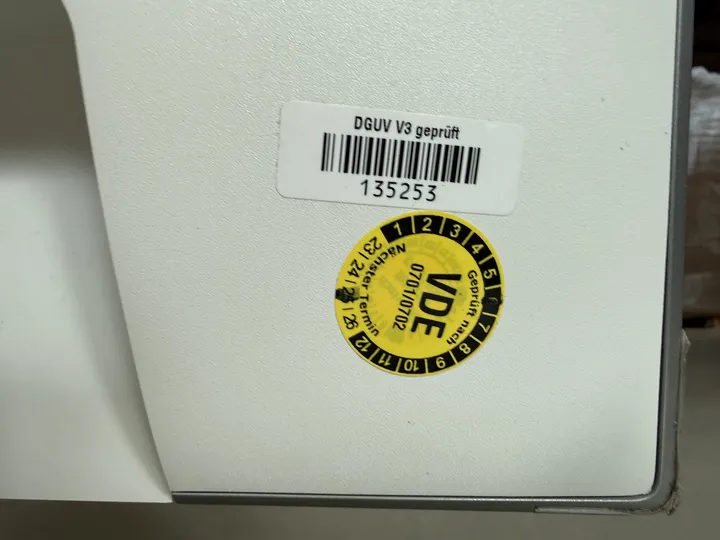 DGUV V3 geprüft
135253
1 2 3 4 5 6 7 8 9 10 11 12
23 | 24 | 25 | 26
Nächster Termin
Geprüft nach
VDE
0701/0702